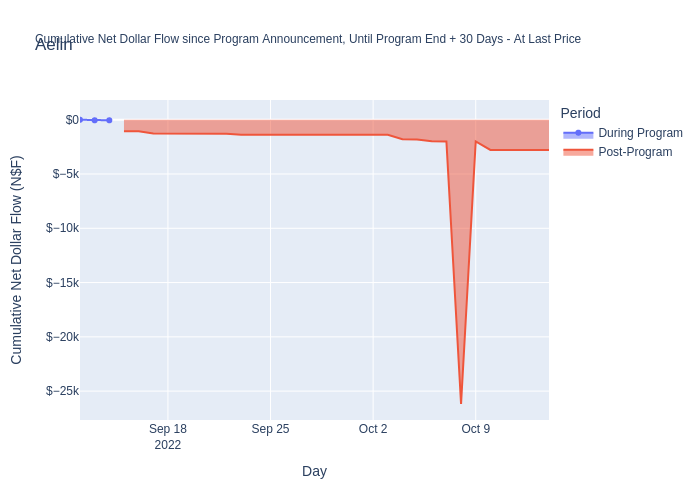 Cumulative Net Dollar Flow since Program Announcement, Until Program End + 30 Days - At Last Price
Aelin
Period
During Program
Post-Program
Cumulative Net Dollar Flow (N$F)
$0
$−5k
$−10k
$−15k
$−20k
$−25k
Sep 18
2022
Sep 25
Oct 2
Oct 9
Day